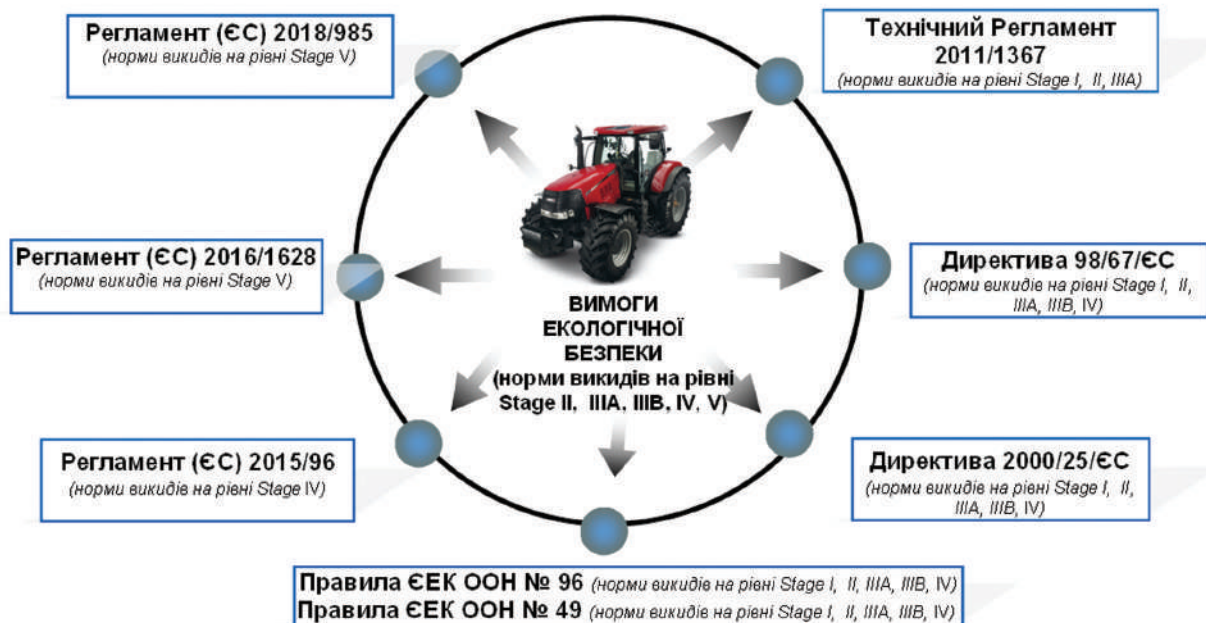 Регламент (ЄС) 2018/985
(норми викидів на рівні Stage V)
Технічний Регламент
2011/1367
(норми викидів на рівні Stage I, II, IIIA)
Регламент (ЄС) 2016/1628
(норми викидів на рівні Stage V)
Директива 98/67/ЄС
(норми викидів на рівні Stage I, II,
IIIA, IIIB, IV)
ВИМОГИ
ЕКОЛОГІЧНОЇ
БЕЗПЕКИ
(норми викидів на рівні
Stage II, IIIA, IIIB, IV, V)
Регламент (ЄС) 2015/96
(норми викидів на рівні Stage IV)
Директива 2000/25/ЄС
(норми викидів на рівні Stage I, II,
IIIA, IIIB, IV)
Правила ЄЕК ООН № 96 (норми викидів на рівні Stage I, II, IIIA, IIIB, IV)
Правила ЄЕК ООН № 49 (норми викидів на рівні Stage I, II, IIIA, IIIB, IV)